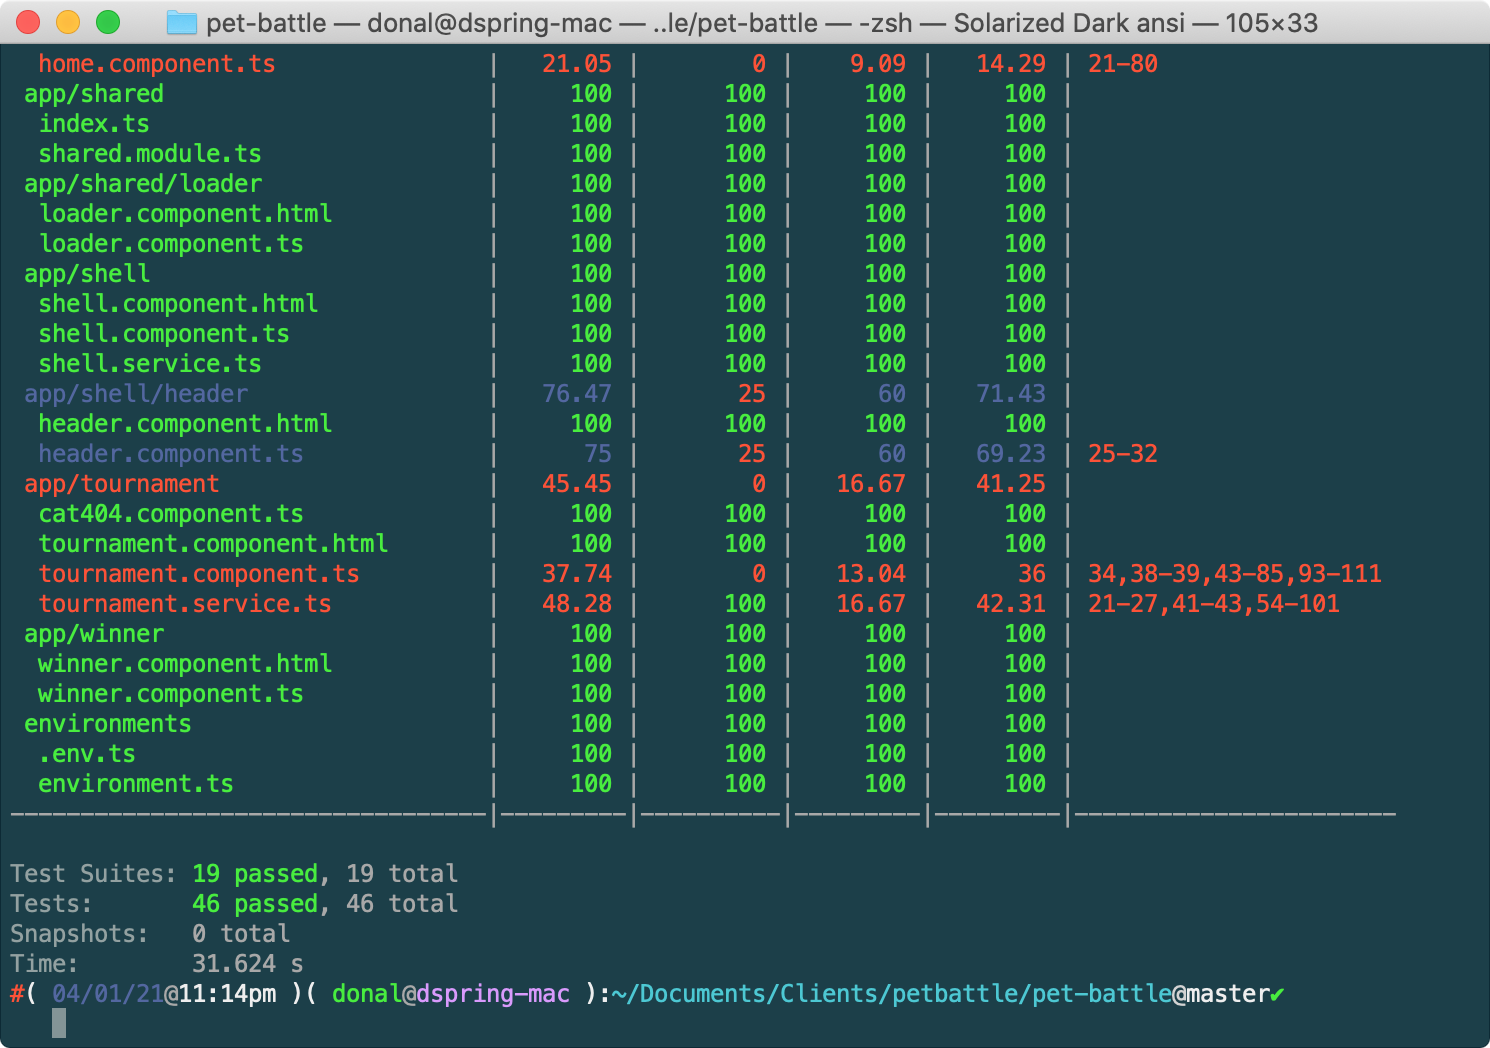 pet-battle — donal@dspring-mac — ..le/pet-battle — -zsh — Solarized Dark ansi — 105×33
home.component.ts | 21.05 | 0 | 9.09 | 14.29 | 21-80
app/shared | 100 | 100 | 100 | 100 |
index.ts | 100 | 100 | 100 | 100 |
shared.module.ts | 100 | 100 | 100 | 100 |
app/shared/loader | 100 | 100 | 100 | 100 |
loader.component.html | 100 | 100 | 100 | 100 |
loader.component.ts | 100 | 100 | 100 | 100 |
app/shell | 100 | 100 | 100 | 100 |
shell.component.html | 100 | 100 | 100 | 100 |
shell.component.ts | 100 | 100 | 100 | 100 |
shell.service.ts | 100 | 100 | 100 | 100 |
app/shell/header | 76.47 | 25 | 60 | 71.43 |
header.component.html | 100 | 100 | 100 | 100 |
header.component.ts | 75 | 25 | 60 | 69.23 | 25-32
app/tournament | 45.45 | 0 | 16.67 | 41.25 |
cat404.component.ts | 100 | 100 | 100 | 100 |
tournament.component.html | 100 | 100 | 100 | 100 |
tournament.component.ts | 37.74 | 0 | 13.04 | 36 | 34,38-39,43-85,93-111
tournament.service.ts | 48.28 | 100 | 16.67 | 42.31 | 21-27,41-43,54-101
app/winner | 100 | 100 | 100 | 100 |
winner.component.html | 100 | 100 | 100 | 100 |
winner.component.ts | 100 | 100 | 100 | 100 |
environments | 100 | 100 | 100 | 100 |
.env.ts | 100 | 100 | 100 | 100 |
environment.ts | 100 | 100 | 100 | 100 |
----------------------------------|---------|----------|---------|---------|-----------------------
Test Suites: 19 passed, 19 total
Tests: 46 passed, 46 total
Snapshots: 0 total
Time: 31.624 s
#( 04/01/21@11:14pm )( donal@dspring-mac ):~/Documents/Clients/petbattle/pet-battle@master✔